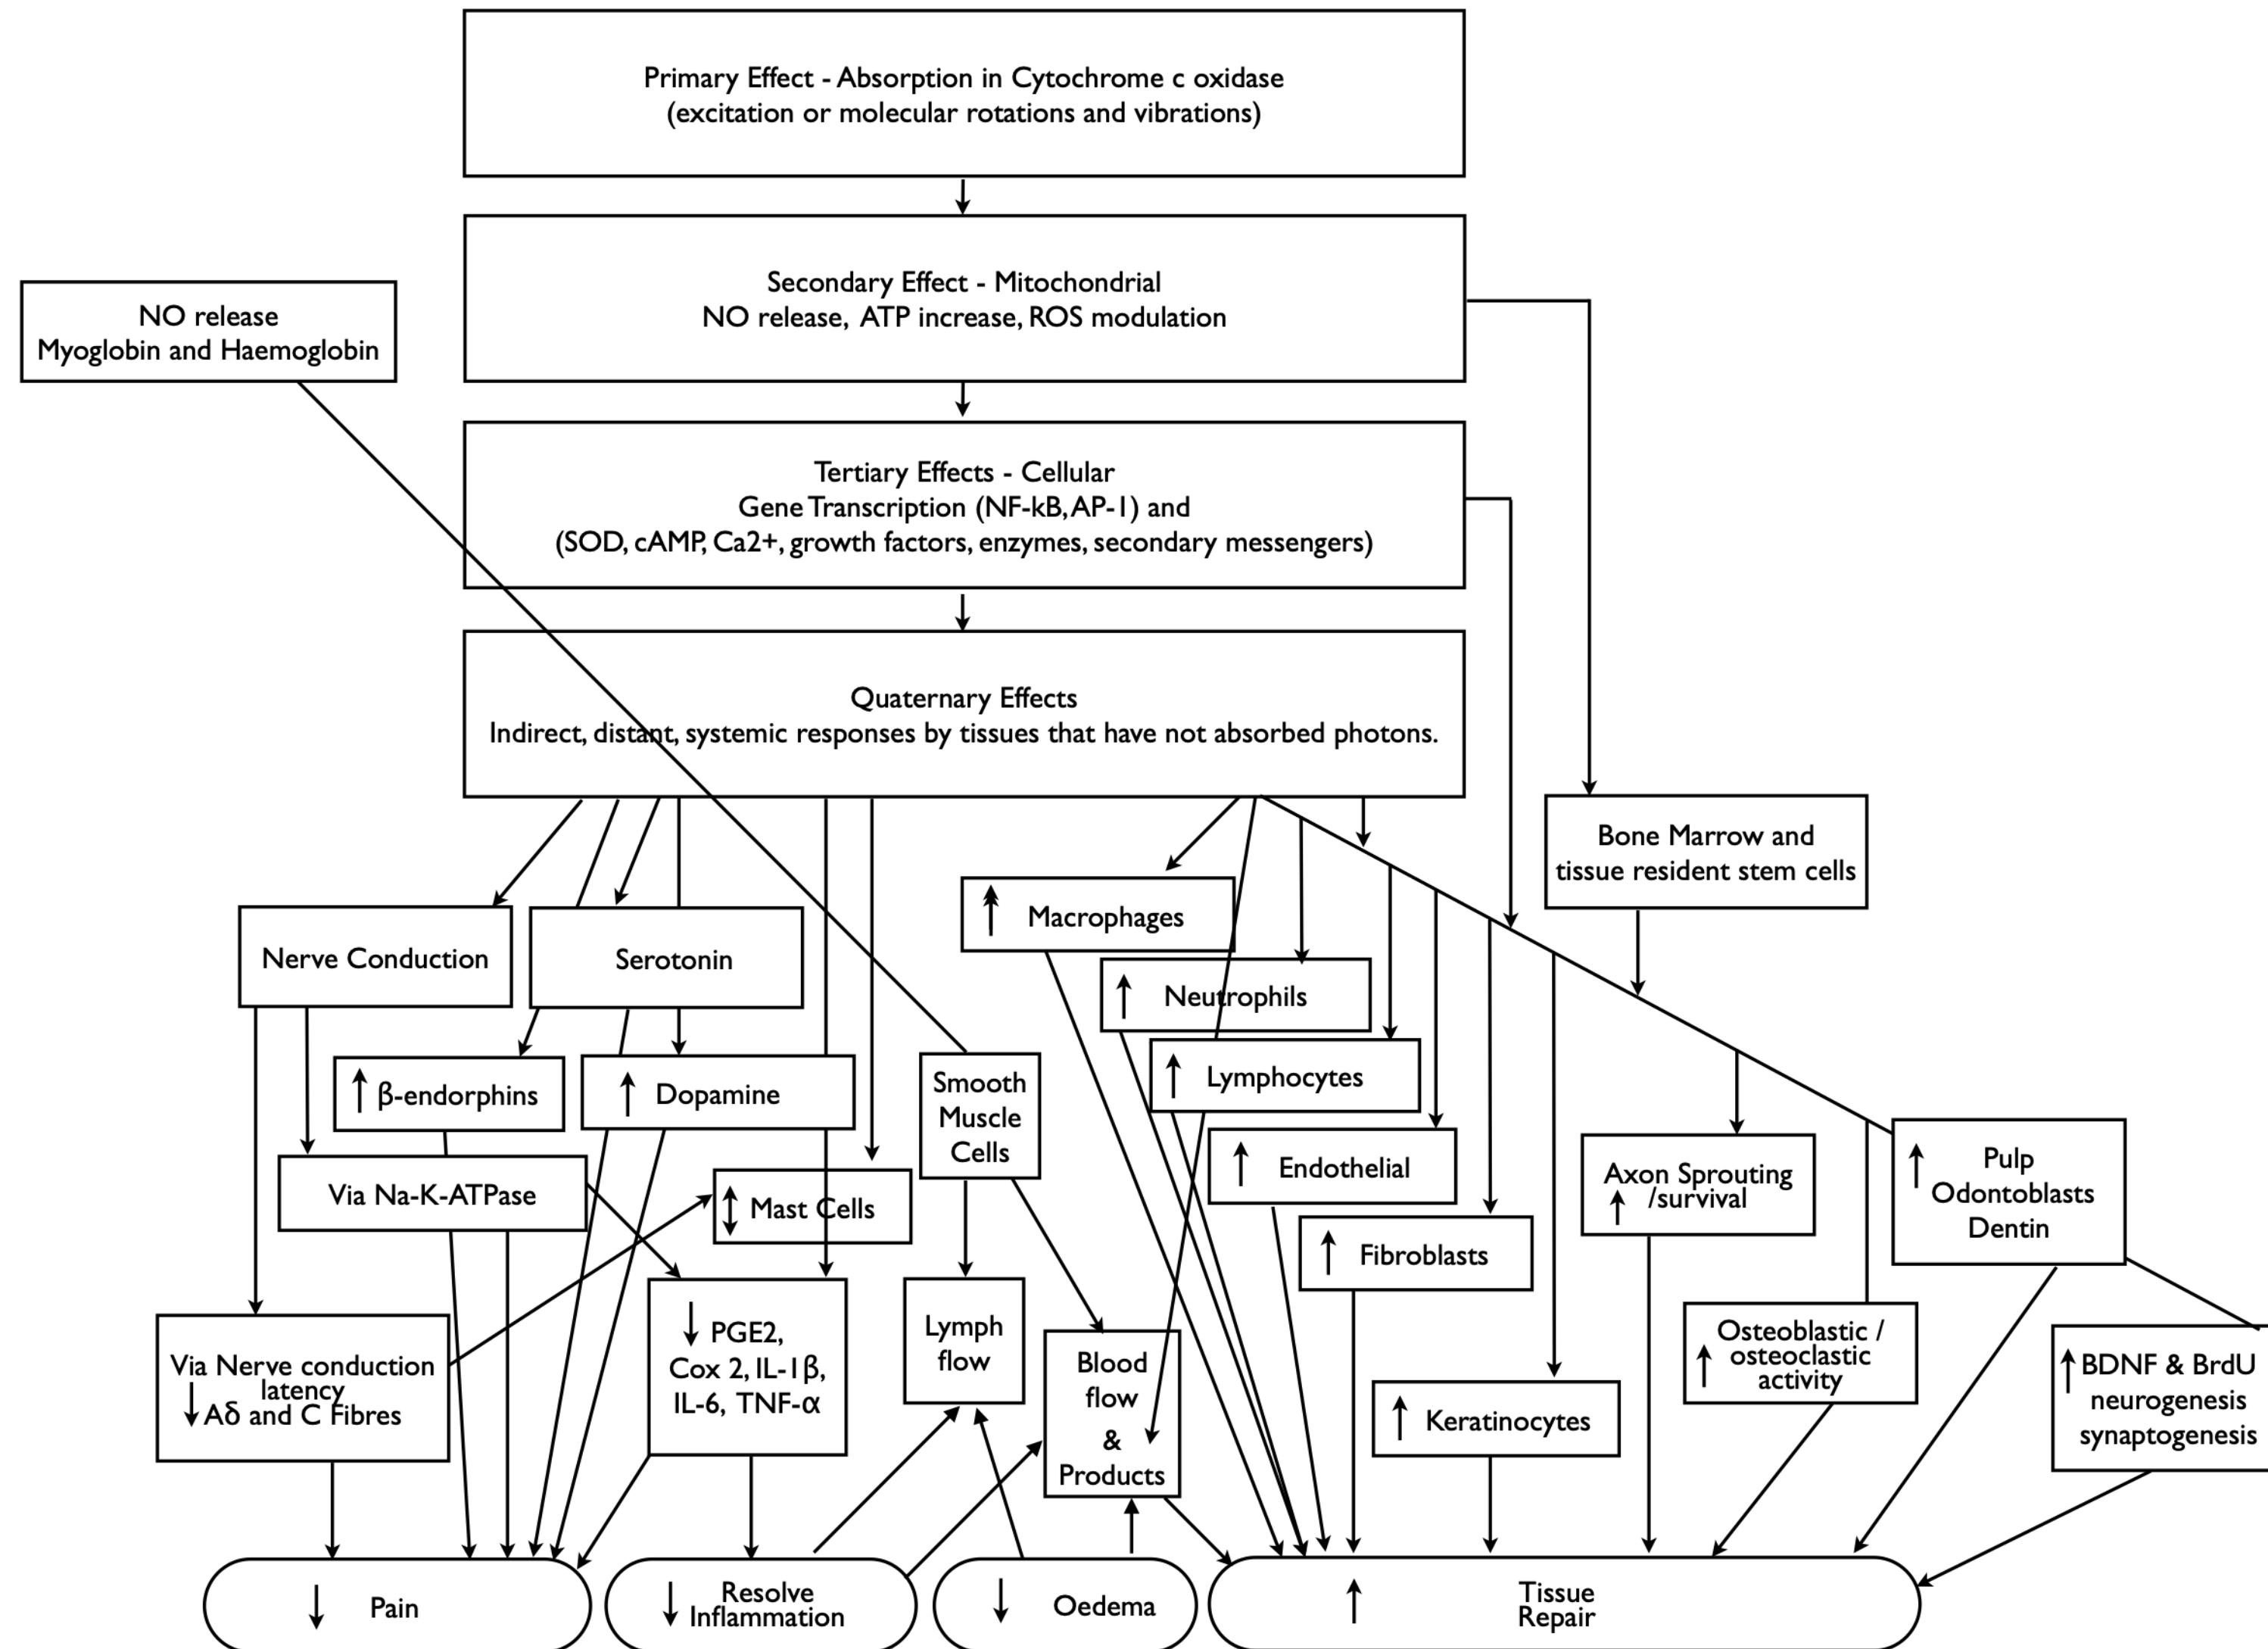 Primary Effect - Absorption in Cytochrome c oxidase
(excitation or molecular rotations and vibrations)
Secondary Effect - Mitochondrial
NO release, ATP increase, ROS modulation
NO release
Myoglobin and Haemoglobin
Tertiary Effects - Cellular
Gene Transcription (NF-kB, AP-1) and
(SOD, cAMP, Ca2+, growth factors, enzymes, secondary messengers)
Quaternary Effects
Indirect, distant, systemic responses by tissues that have not absorbed photons.
Bone Marrow and
tissue resident stem cells
Nerve Conduction
Serotonin
Macrophages
Neutrophils
β-endorphins
Dopamine
Smooth
Muscle
Cells
Lymphocytes
Via Na-K-ATPase
Mast Cells
Endothelial
Axon Sprouting
/survival
Pulp
Odontoblasts
Dentin
Fibroblasts
Via Nerve conduction
latency
Aδ and C Fibres
PGE2,
Cox 2, IL-1β,
IL-6, TNF-α
Lymph
flow
Blood
flow
&
Products
Keratinocytes
Osteoblastic /
osteoclastic
activity
BDNF & BrdU
neurogenesis
synaptogenesis
Pain
Resolve
Inflammation
Oedema
Tissue
Repair